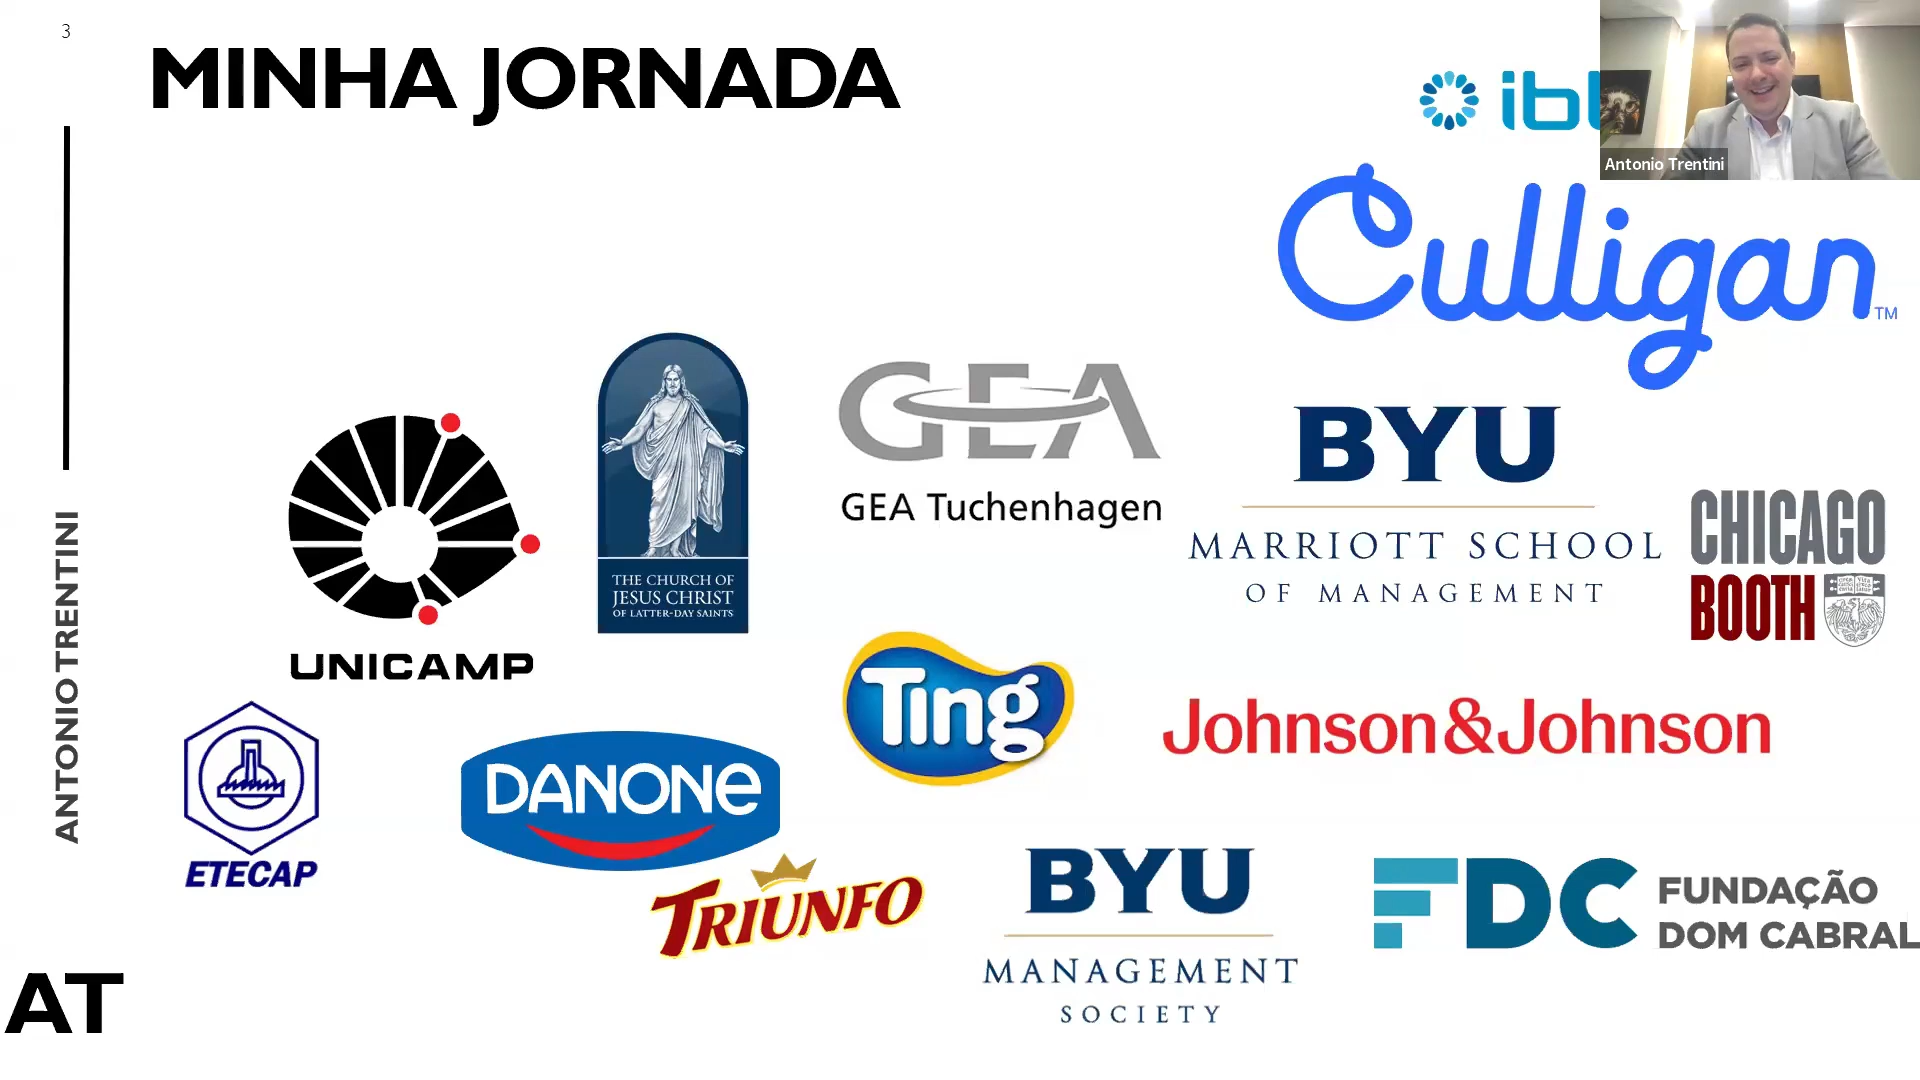 3
MINHA JORNADA
Antonio Trentini
Culligan
TM
GEA
GEA Tuchenhagen
BYU
MARRIOTT SCHOOL
OF MANAGEMENT
CHICAGO
BOOTH
THE CHURCH OF
JESUS CHRIST
OF LATTER-DAY SAINTS
UNICAMP
ANTONIO TRENTINI
Ting
Johnson&Johnson
ETECAP
DANONE
TRIUNFO
BYU
MANAGEMENT
SOCIETY
FDC
FUNDAÇÃO
DOM CABRAL
AT